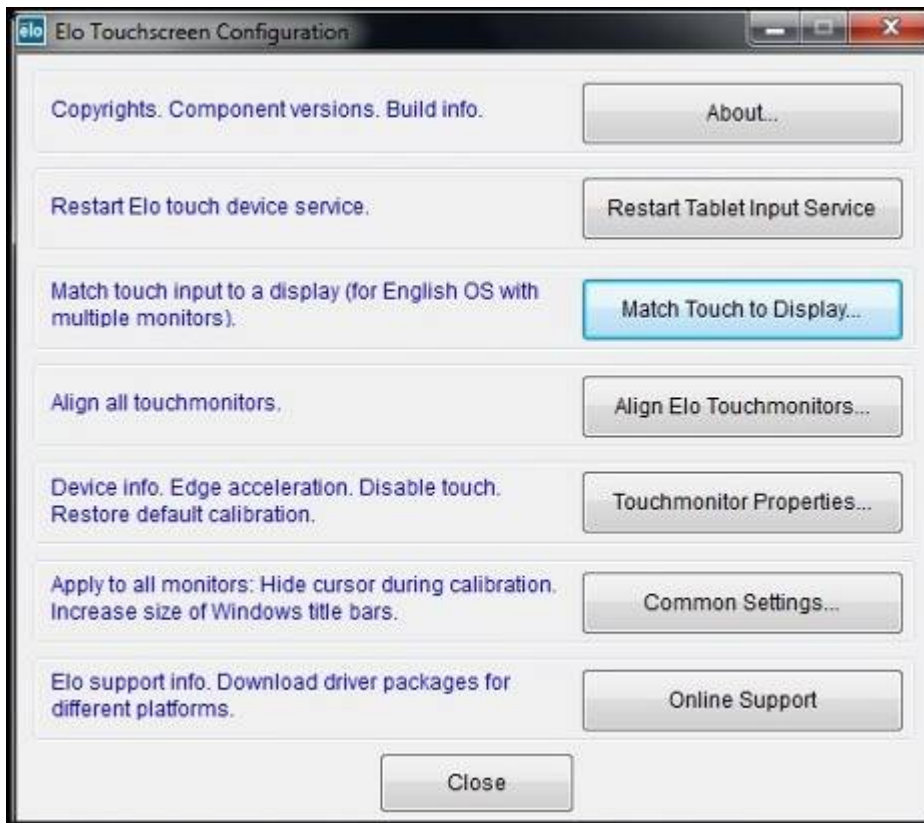 elo Elo Touchscreen Configuration
Copyrights. Component versions. Build info.
About...
Restart Elo touch device service.
Restart Tablet Input Service
Match touch input to a display (for English OS with
multiple monitors).
Match Touch to Display...
Align all touchmonitors.
Align Elo Touchmonitors...
Device info. Edge acceleration. Disable touch.
Restore default calibration.
Touchmonitor Properties...
Apply to all monitors: Hide cursor during calibration.
Increase size of Windows title bars.
Common Settings...
Elo support info. Download driver packages for
different platforms.
Online Support
Close